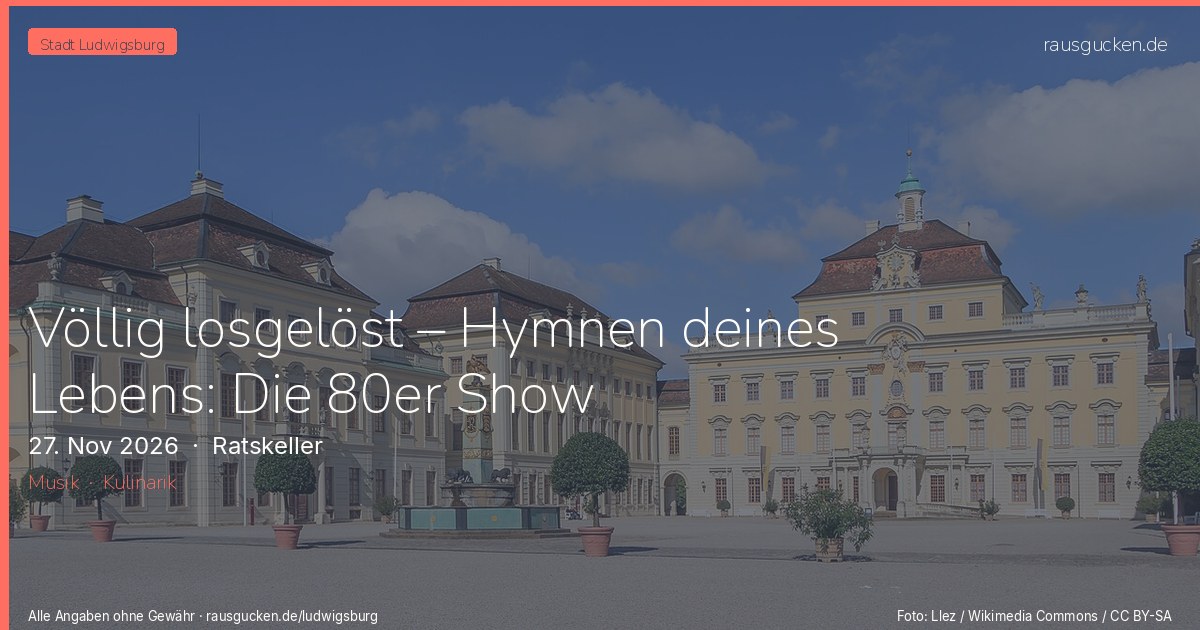 Stadt Ludwigsburg
rausgucken.de
Völlig losgelöst – Hymnen deines
Lebens: Die 80er Show
27. Nov 2026 · Ratskeller
Musik · Kulinarik
Alle Angaben ohne Gewähr · rausgucken.de/ludwigsburg
Foto: Llez / Wikimedia Commons / CC BY-SA